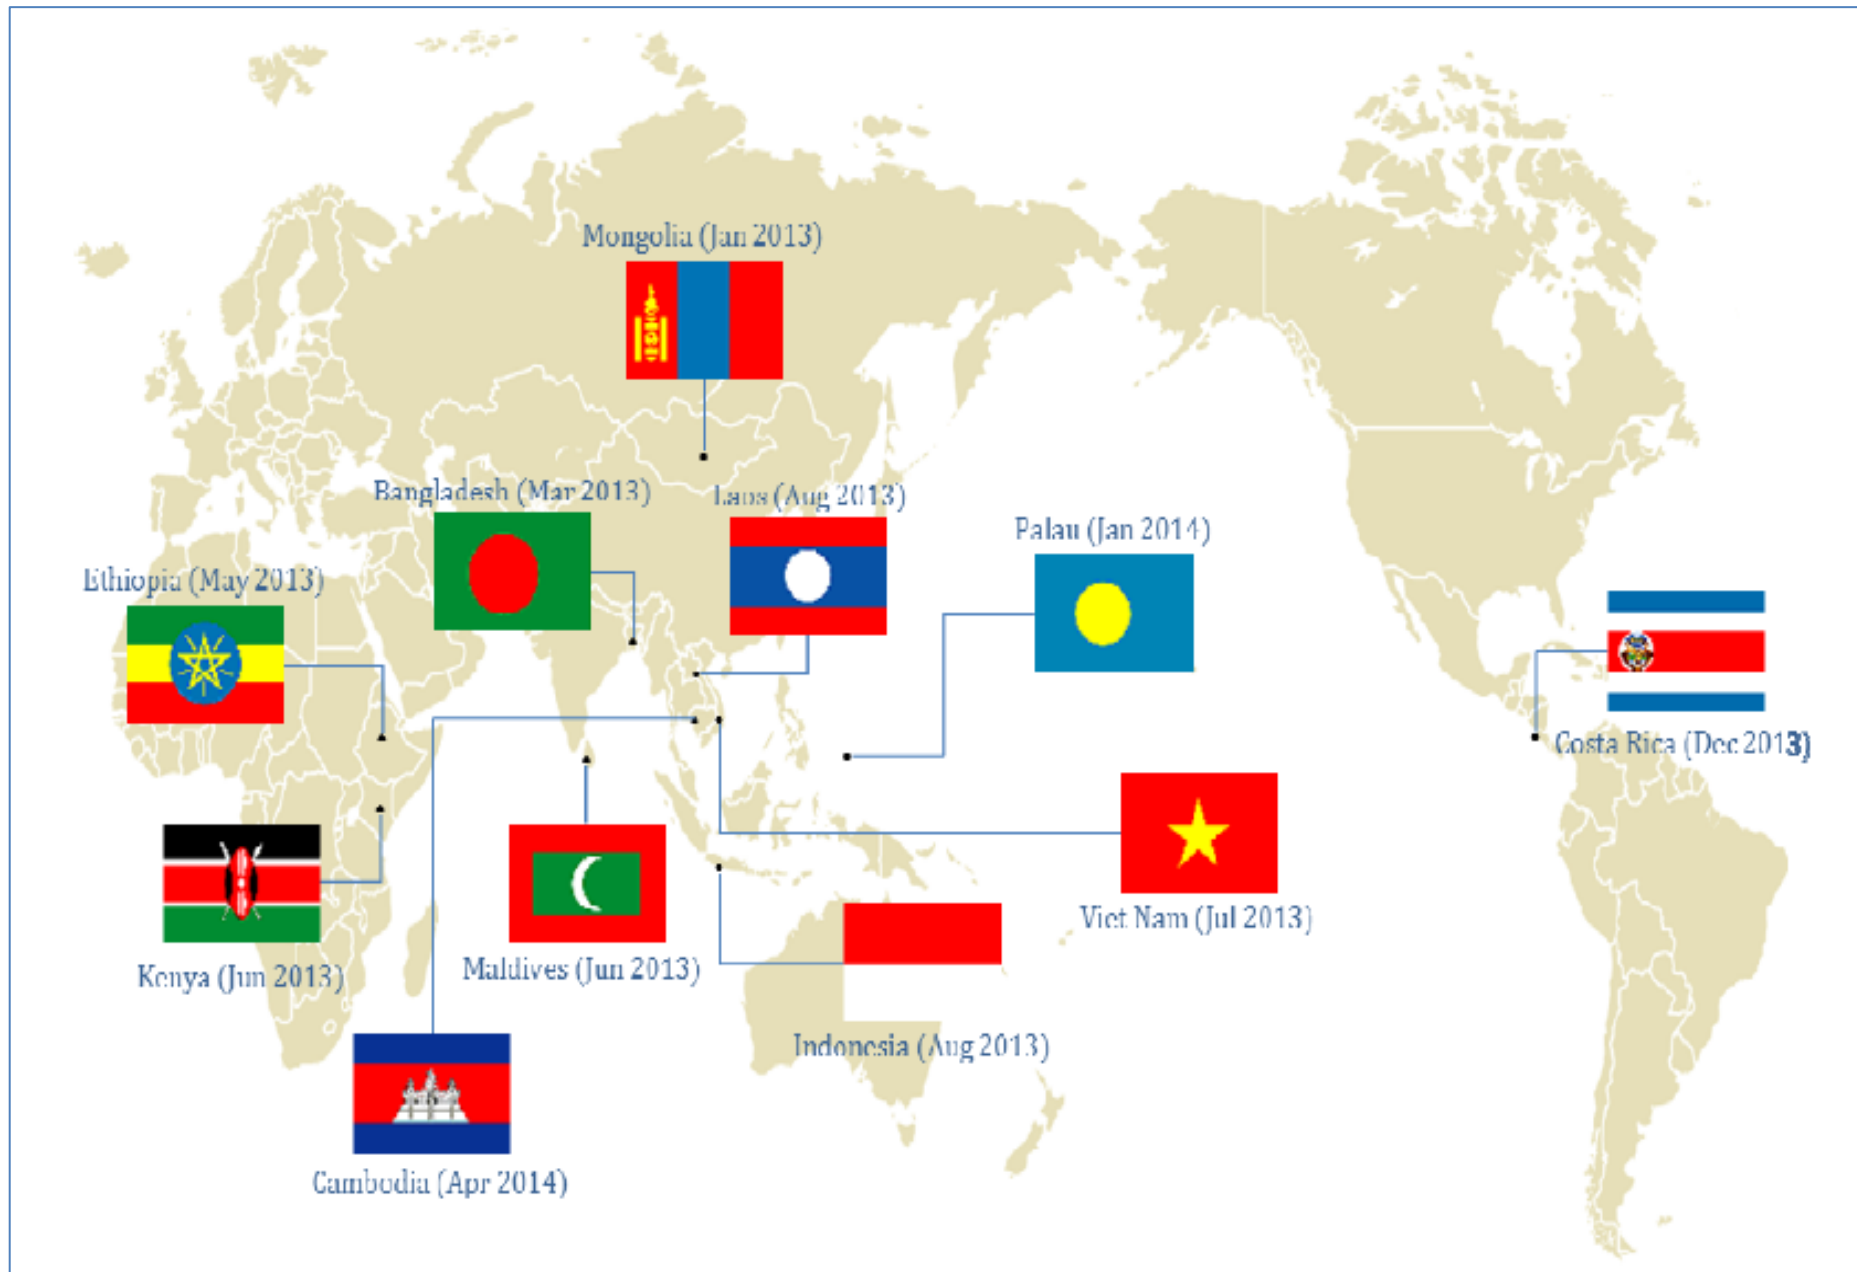 Mongolia (Jan 2013)
Bangladesh (Mar 2013)
Laos (Aug 2013)
Palau (Jan 2014)
Ethiopia (May 2013)
Costa Rica (Dec 2013)
Viet Nam (Jul 2013)
Kenya (Jun 2013)
Maldives (Jun 2013)
Indonesia (Aug 2013)
Cambodia (Apr 2014)